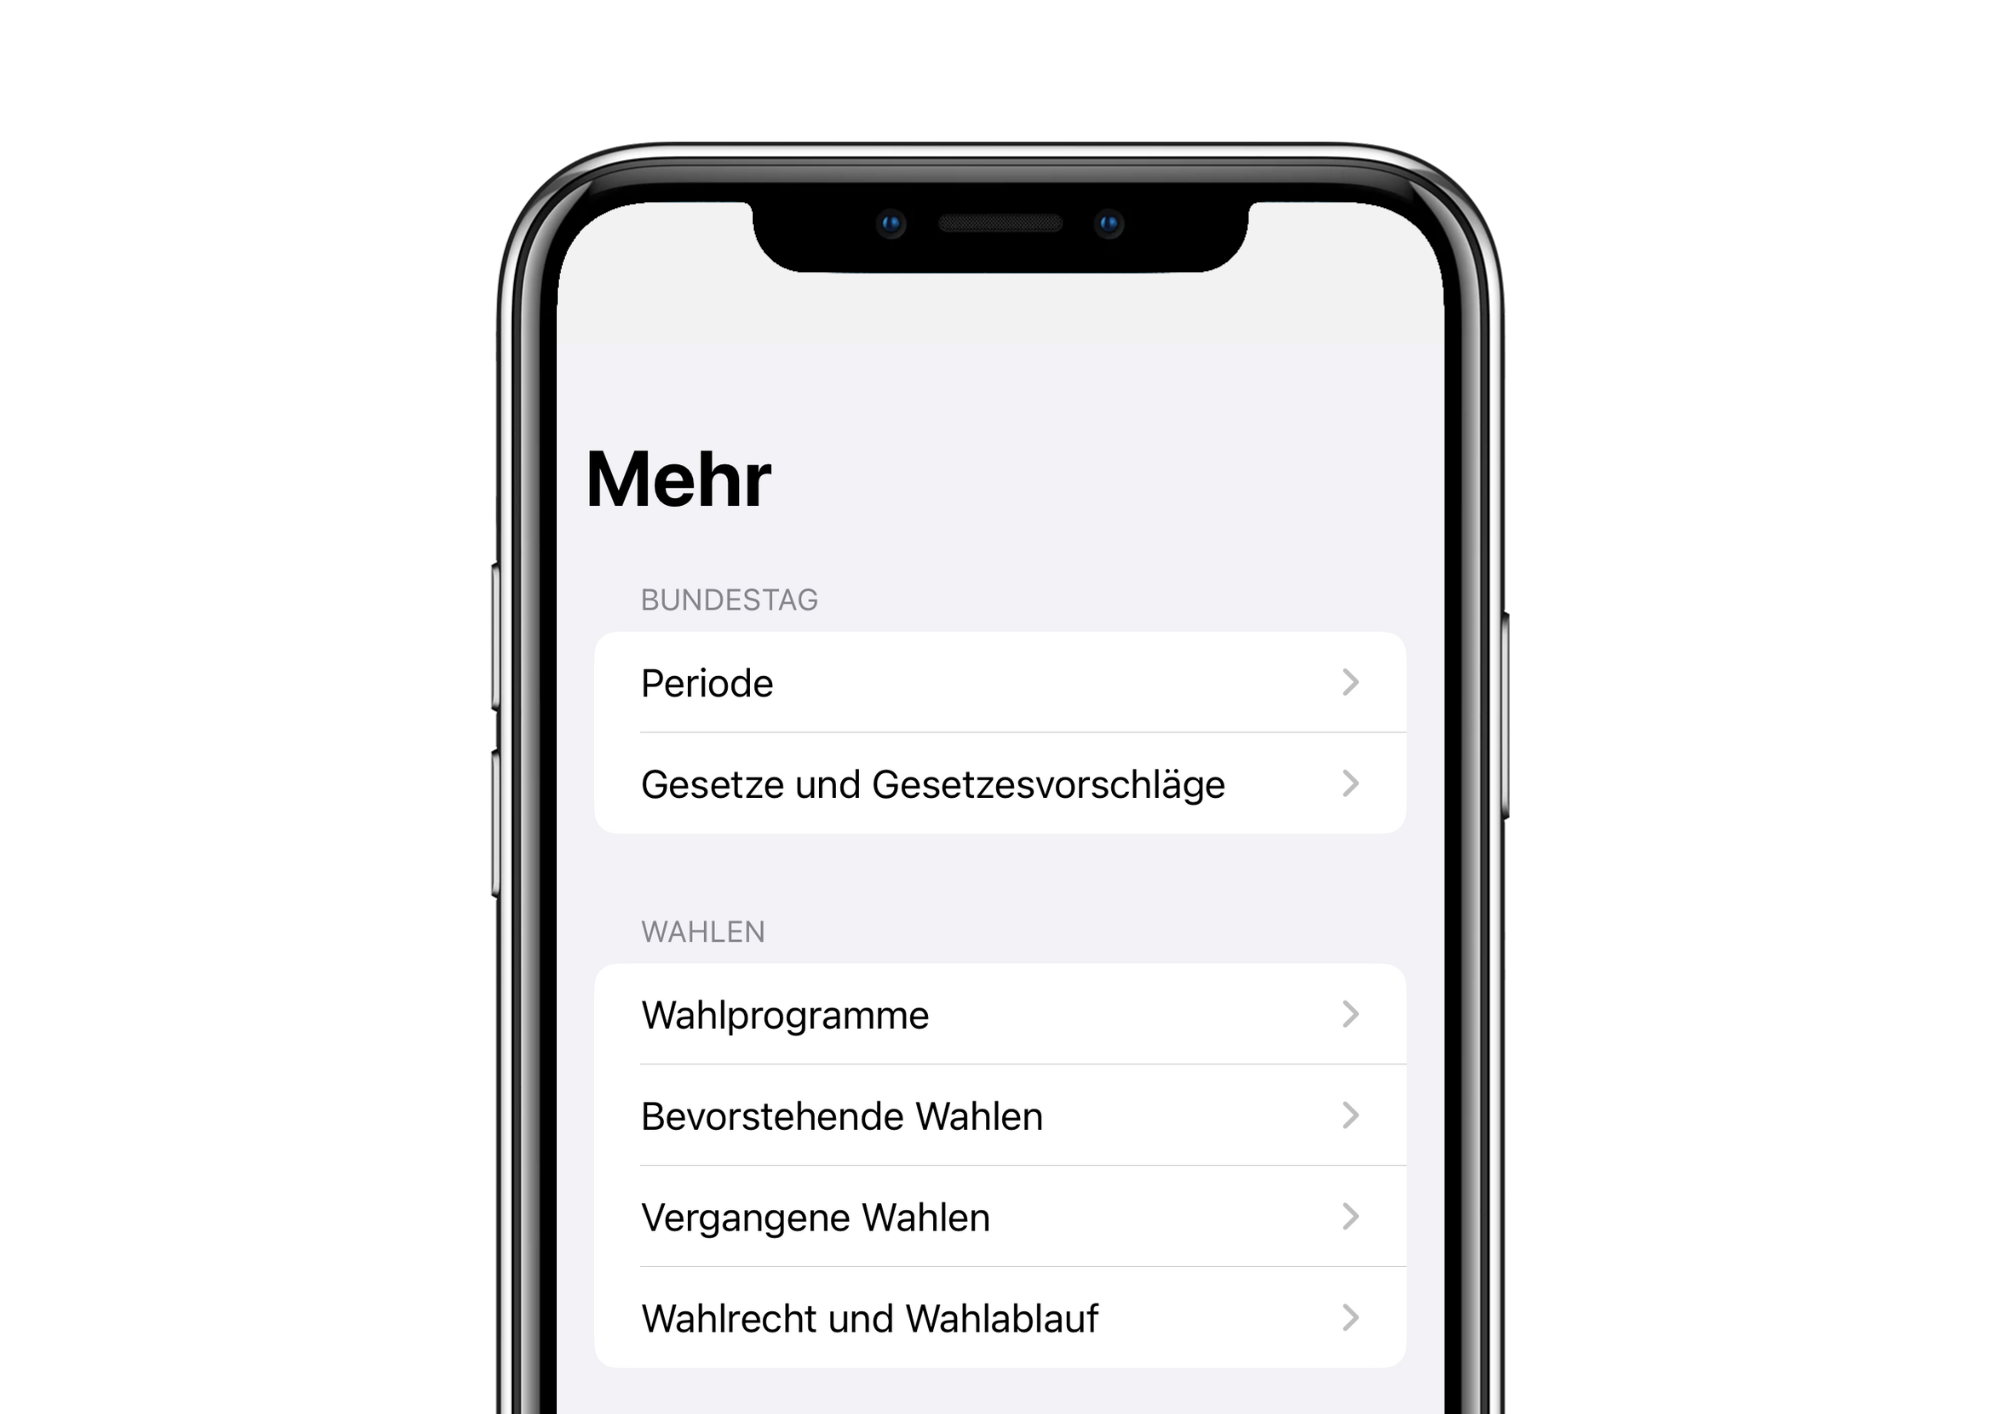 Mehr
BUNDESTAG
Periode
Gesetze und Gesetzesvorschläge
WAHLEN
Wahlprogramme
Bevorstehende Wahlen
Vergangene Wahlen
Wahlrecht und Wahlablauf